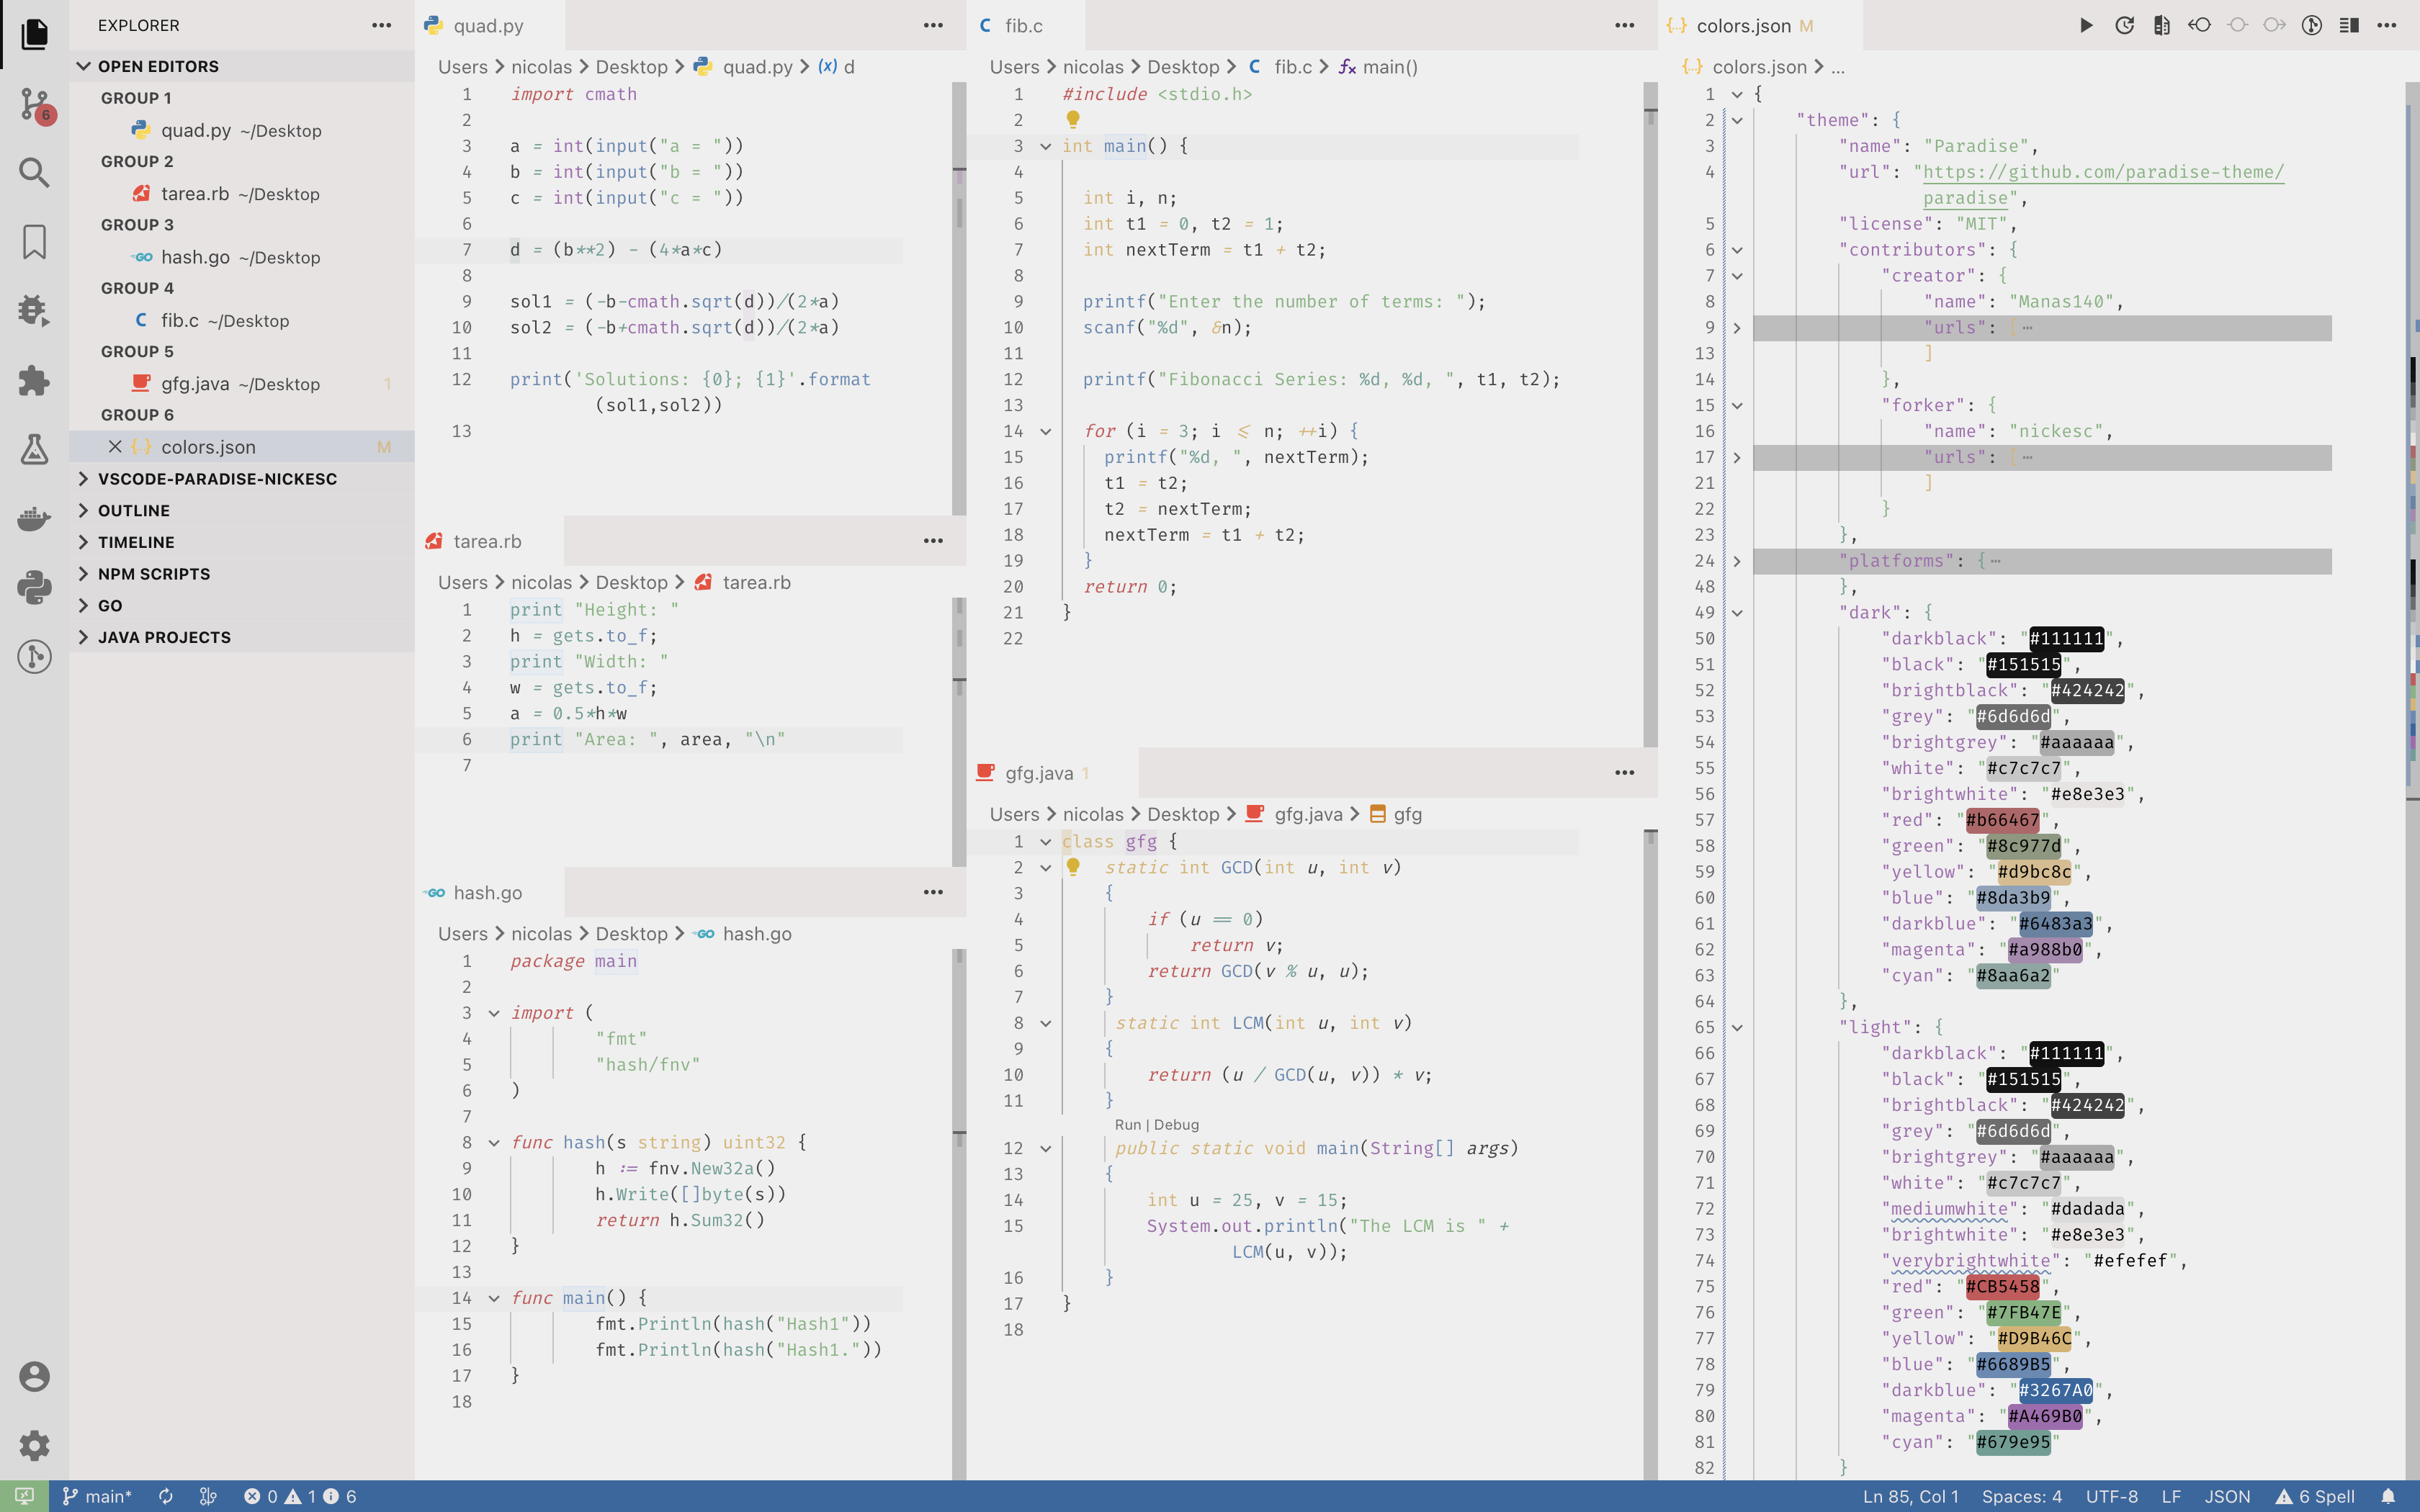 EXPLORER
OPEN EDITORS
GROUP 1
quad.py ~/Desktop
GROUP 2
tarea.rb ~/Desktop
GROUP 3
hash.go ~/Desktop
GROUP 4
C fib.c ~/Desktop
GROUP 5
gfg.java ~/Desktop 1
GROUP 6
{} colors.json M
VSCODE-PARADISE-NICKESC
OUTLINE
TIMELINE
NPM SCRIPTS
GO
JAVA PROJECTS
6
quad.py
Users > nicolas > Desktop > quad.py > (x) d
1 import cmath
2
3 a = int(input("a = "))
4 b = int(input("b = "))
5 c = int(input("c = "))
6
7 d = (b**2) - (4*a*c)
8
9 sol1 = (-b-cmath.sqrt(d))/(2*a)
10 sol2 = (-b+cmath.sqrt(d))/(2*a)
11
12 print('Solutions: {0}; {1}'.format
(sol1,sol2))
13
tarea.rb
Users > nicolas > Desktop > tarea.rb
1 print "Height: "
2 h = gets.to_f;
3 print "Width: "
4 w = gets.to_f;
5 a = 0.5*h*w
6 print "Area: ", area, "\n"
7
GO hash.go
Users > nicolas > Desktop > GO hash.go
1 package main
2
3 import (
4 "fmt"
5 "hash/fnv"
6 )
7
8 func hash(s string) uint32 {
9 h := fnv.New32a()
10 h.Write([]byte(s))
11 return h.Sum32()
12 }
13
14 func main() {
15 fmt.Println(hash("Hash1"))
16 fmt.Println(hash("Hash1."))
17 }
18
C fib.c
Users > nicolas > Desktop > C fib.c > fx main()
1 #include <stdio.h>
2
3 int main() {
4
5 int i, n;
6 int t1 = 0, t2 = 1;
7 int nextTerm = t1 + t2;
8
9 printf("Enter the number of terms: ");
10 scanf("%d", &n);
11
12 printf("Fibonacci Series: %d, %d, ", t1, t2);
13
14 for (i = 3; i <= n; ++i) {
15 printf("%d, ", nextTerm);
16 t1 = t2;
17 t2 = nextTerm;
18 nextTerm = t1 + t2;
19 }
20 return 0;
21 }
22
gfg.java 1
Users > nicolas > Desktop > gfg.java > gfg
1 class gfg {
2 static int GCD(int u, int v)
3 {
4 if (u == 0)
5 return v;
6 return GCD(v % u, u);
7 }
8 static int LCM(int u, int v)
9 {
10 return (u / GCD(u, v)) * v;
11 }
Run | Debug
12 public static void main(String[] args)
13 {
14 int u = 25, v = 15;
15 System.out.println("The LCM is " +
LCM(u, v));
16 }
17 }
18
{} colors.json M
{} colors.json > ...
1 {
2 "theme": {
3 "name": "Paradise",
4 "url": "https://github.com/paradise-theme/
paradise",
5 "license": "MIT",
6 "contributors": {
7 "creator": {
8 "name": "Manas140",
9 "urls": [ ⋯
13 ]
14 },
15 "forker": {
16 "name": "nickesc",
17 "urls": [ ⋯
21 ]
22 }
23 },
24 "platforms": { ⋯
48 },
49 "dark": {
50 "darkblack": "#111111",
51 "black": "#151515",
52 "brightblack": "#424242",
53 "grey": "#6d6d6d",
54 "brightgrey": "#aaaaaa",
55 "white": "#c7c7c7",
56 "brightwhite": "#e8e3e3",
57 "red": "#b66467",
58 "green": "#8c977d",
59 "yellow": "#d9bc8c",
60 "blue": "#8da3b9",
61 "darkblue": "#6483a3",
62 "magenta": "#a988b0",
63 "cyan": "#8aa6a2"
64 },
65 "light": {
66 "darkblack": "#111111",
67 "black": "#151515",
68 "brightblack": "#424242",
69 "grey": "#6d6d6d",
70 "brightgrey": "#aaaaaa",
71 "white": "#c7c7c7",
72 "mediumwhite": "#dadada",
73 "brightwhite": "#e8e3e3",
74 "verybrightwhite": "#efefef",
75 "red": "#CB5458",
76 "green": "#7FB47E",
77 "yellow": "#D9B46C",
78 "blue": "#6689B5",
79 "darkblue": "#3267A0",
80 "magenta": "#A469B0",
81 "cyan": "#679e95"
82 }
main* 0 1 6 Ln 85, Col 1 Spaces: 4 UTF-8 LF JSON 6 Spell